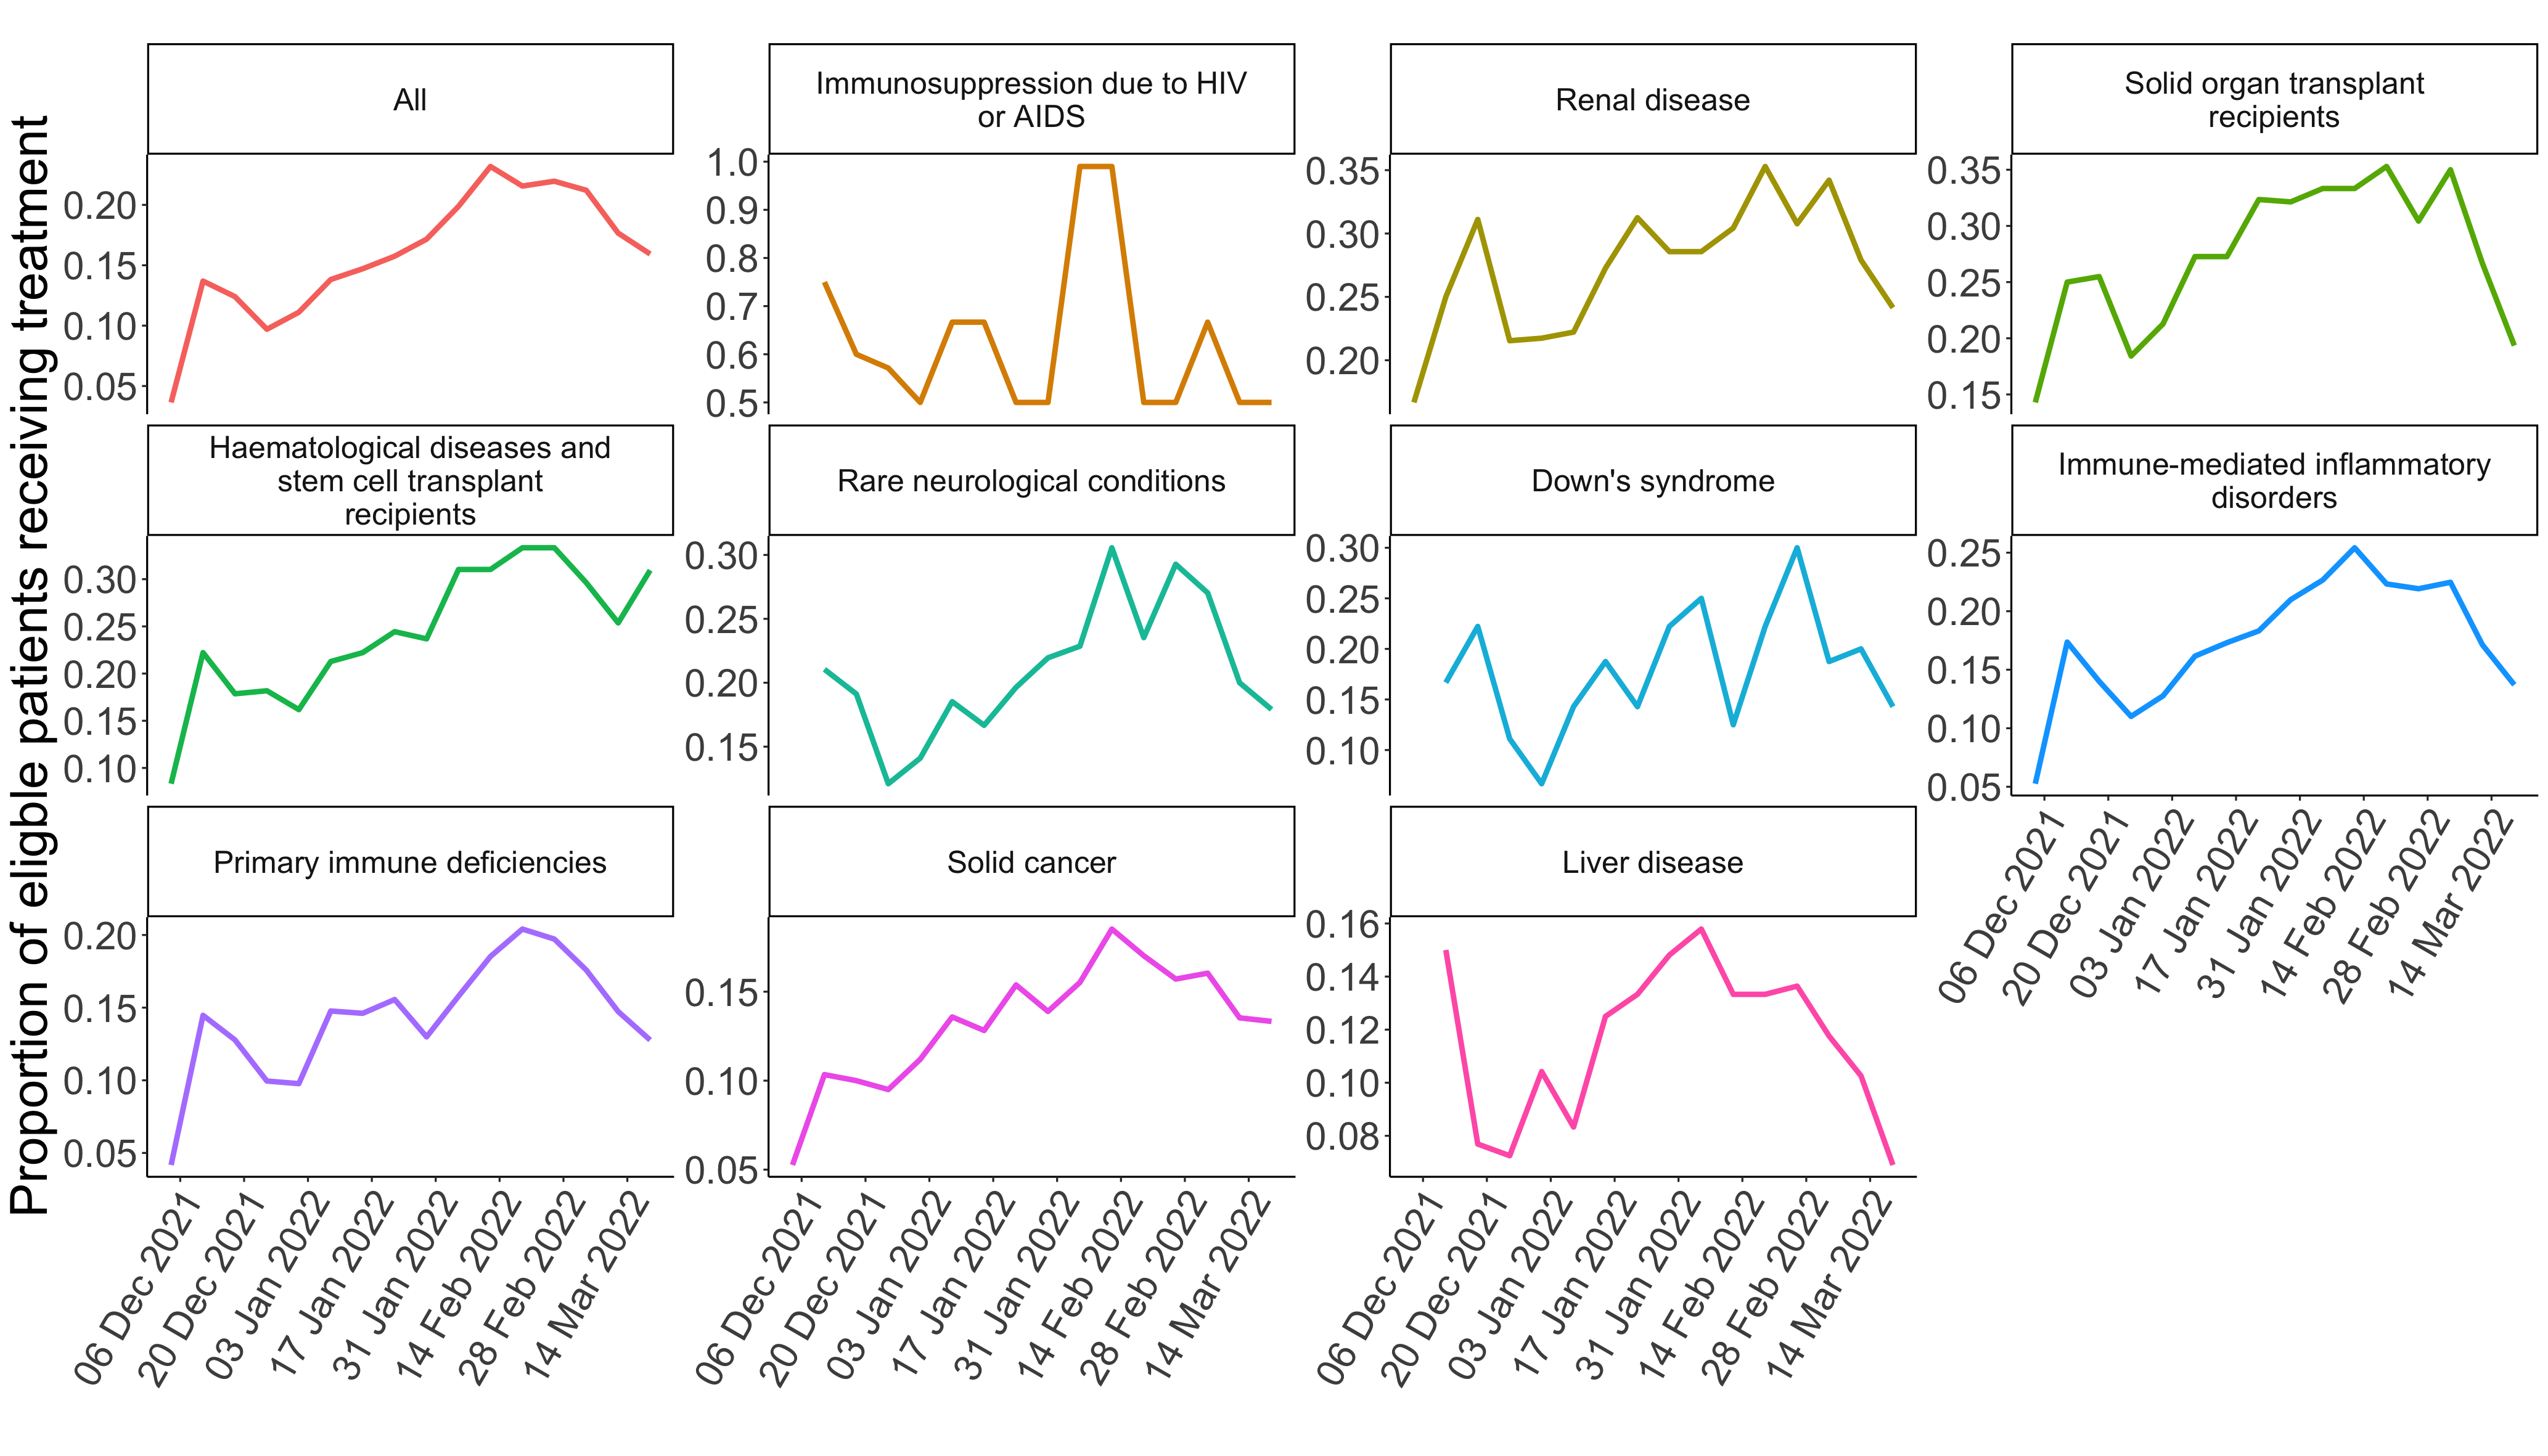 Proportion of eligble patients receiving treatment
All
0.20
0.15
0.10
0.05
Immunosuppression due to HIV
or AIDS
1.0
0.9
0.8
0.7
0.6
0.5
Renal disease
0.35
0.30
0.25
0.20
Solid organ transplant
recipients
0.35
0.30
0.25
0.20
0.15
Haematological diseases and
stem cell transplant
recipients
0.30
0.25
0.20
0.15
0.10
Rare neurological conditions
0.30
0.25
0.20
0.15
Down's syndrome
0.30
0.25
0.20
0.15
0.10
Immune-mediated inflammatory
disorders
0.25
0.20
0.15
0.10
0.05
06 Dec 2021
20 Dec 2021
03 Jan 2022
17 Jan 2022
31 Jan 2022
14 Feb 2022
28 Feb 2022
14 Mar 2022
Primary immune deficiencies
0.20
0.15
0.10
0.05
06 Dec 2021
20 Dec 2021
03 Jan 2022
17 Jan 2022
31 Jan 2022
14 Feb 2022
28 Feb 2022
14 Mar 2022
Solid cancer
0.15
0.10
0.05
06 Dec 2021
20 Dec 2021
03 Jan 2022
17 Jan 2022
31 Jan 2022
14 Feb 2022
28 Feb 2022
14 Mar 2022
Liver disease
0.16
0.14
0.12
0.10
0.08
06 Dec 2021
20 Dec 2021
03 Jan 2022
17 Jan 2022
31 Jan 2022
14 Feb 2022
28 Feb 2022
14 Mar 2022